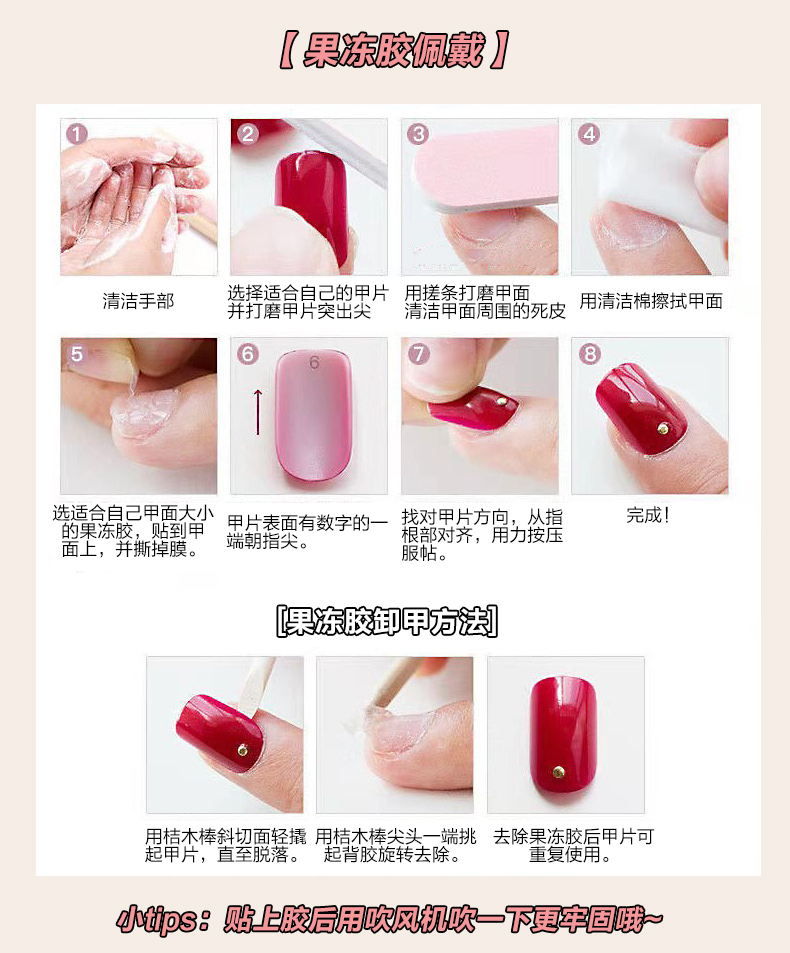 【果冻胶佩戴】
1
2
3
4
清洁手部
选择适合自己的甲片
并打磨甲片突出尖
用搓条打磨甲面
清洁甲面周围的死皮
用清洁棉擦拭甲面
5
6
6
7
8
选适合自己甲面大小
的果冻胶，贴到甲
面上，并撕掉膜。
甲片表面有数字的一
端朝指尖。
找对甲片方向，从指
根部对齐，用力按压
服帖。
完成！
[果冻胶卸甲方法]
用桔木棒斜切面轻撬
起甲片，直至脱落。
用桔木棒尖头一端挑
起背胶旋转去除。
去除果冻胶后甲片可
重复使用。
小tips：贴上胶后用吹风机吹一下更牢固哦~